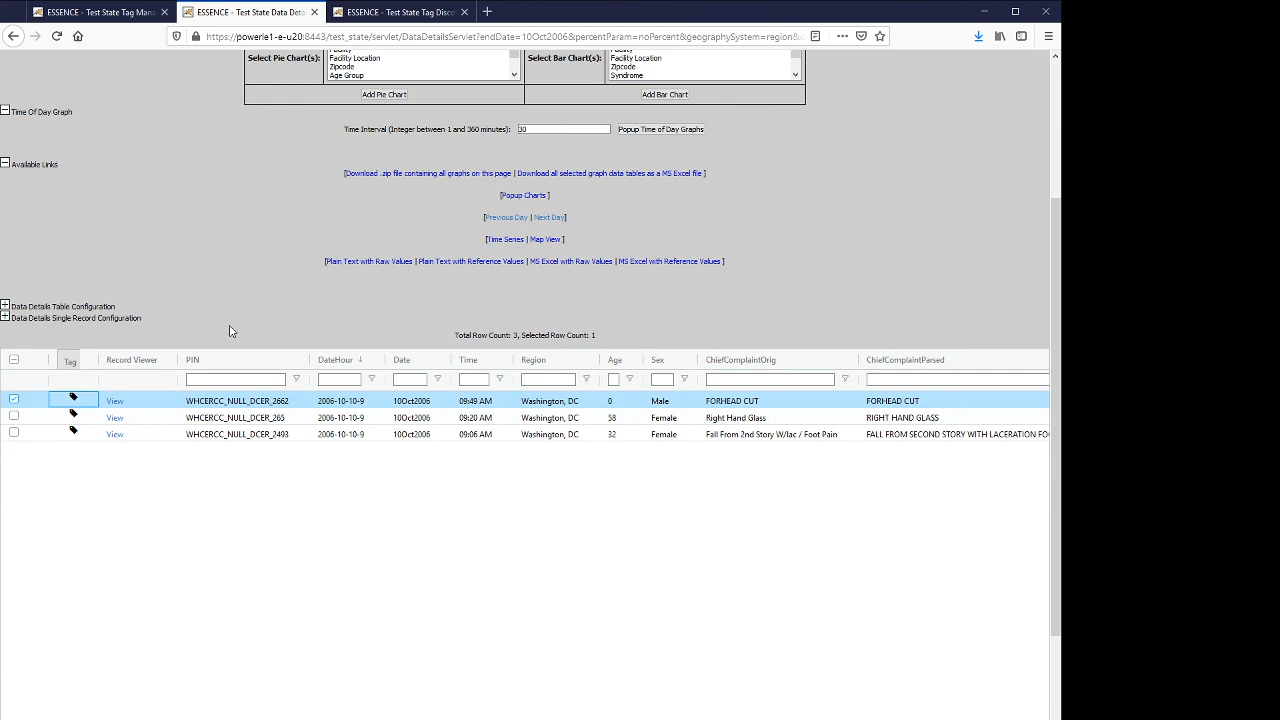 ESSENCE - Test State Tag Mana
ESSENCE - Test State Data Deta
ESSENCE - Test State Tag Disco
https://powerle1-e-u20:8443/test_state/servlet/DataDetailsServlet?endDate=10Oct2006&percentParam=noPercent&geographySystem=region&
Select Pie Chart(s): Facility Location Zipcode Age Group Select Bar Chart(s): Facility Location Zipcode Syndrome
Add Pie Chart Add Bar Chart
Time Of Day Graph
Time Interval (Integer between 1 and 360 minutes): 30 Popup Time of Day Graphs
Available Links
[Download .zip file containing all graphs on this page | Download all selected graph data tables as a MS Excel file ]
[Popup Charts ]
[Previous Day | Next Day]
[Time Series | Map View ]
[Plain Text with Raw Values | Plain Text with Reference Values | MS Excel with Raw Values | MS Excel with Reference Values ]
Data Details Table Configuration
Data Details Single Record Configuration
Total Row Count: 3, Selected Row Count: 1
Tag Record Viewer PIN DateHour ↓ Date Time Region Age Sex ChiefComplaintOrig ChiefComplaintParsed
View WHCERCC_NULL_DCER_2662 2006-10-10-9 10Oct2006 09:49 AM Washington, DC 0 Male FORHEAD CUT FORHEAD CUT
View WHCERCC_NULL_DCER_265 2006-10-10-9 10Oct2006 09:20 AM Washington, DC 58 Female Right Hand Glass RIGHT HAND GLASS
View WHCERCC_NULL_DCER_2493 2006-10-10-9 10Oct2006 09:06 AM Washington, DC 32 Female Fall From 2nd Story W/lac / Foot Pain FALL FROM SECOND STORY WITH LACERATION FO